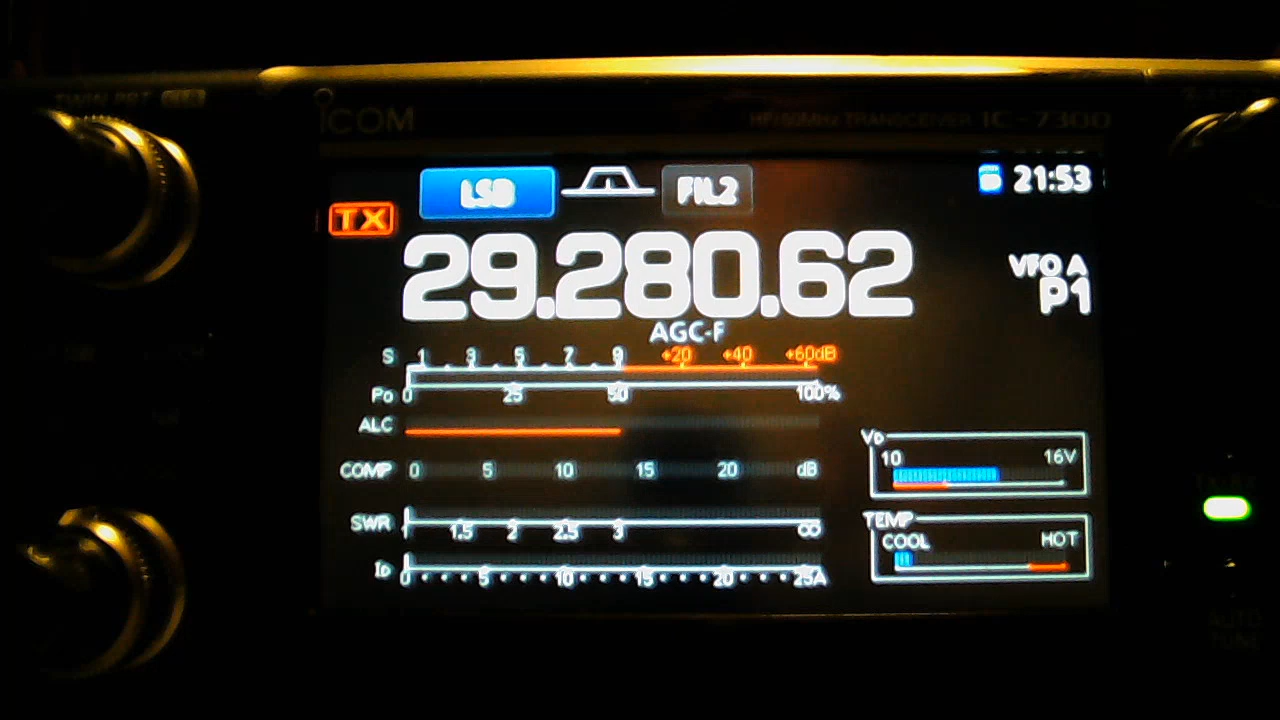 ICOM
HF/50MHz TRANSCEIVER IC-7300
LSB FIL2 21:53
TX
29.280.62
VFO A
P1
AGC-F
S 1 3 5 7 9 +20 +40 +60dB
Po 0 25 50 100%
ALC
COMP 0 5 10 15 20 dB
SWR 1 1.5 2 2.5 3 ∞
ID 0 5 10 15 20 25A
VD
10 16V
TEMP
COOL HOT
AUTO
TUNE